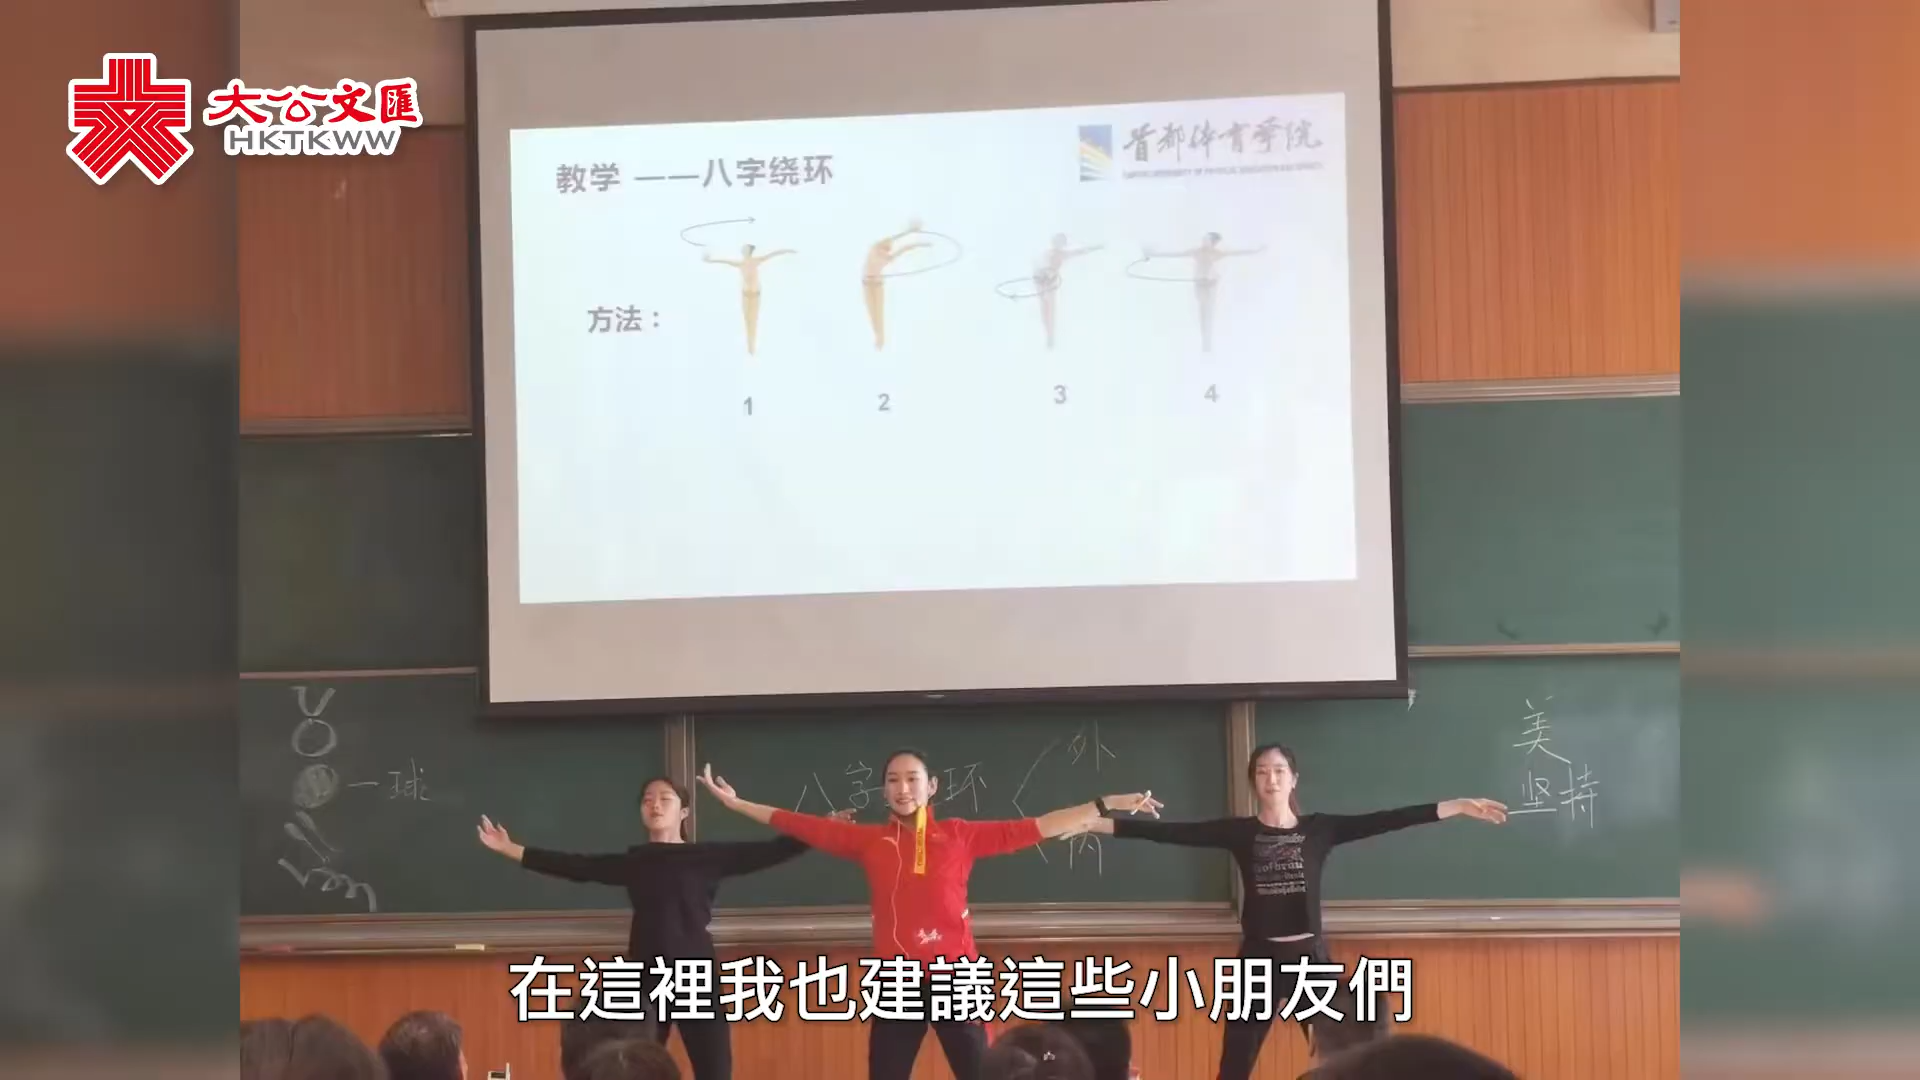 大公文匯
HKTKWW
首都体育学院
教学 ——八字绕环
方法：
1
2
3
4
一球
八字 环
外
内
美
坚持
在這裡我也建議這些小朋友們